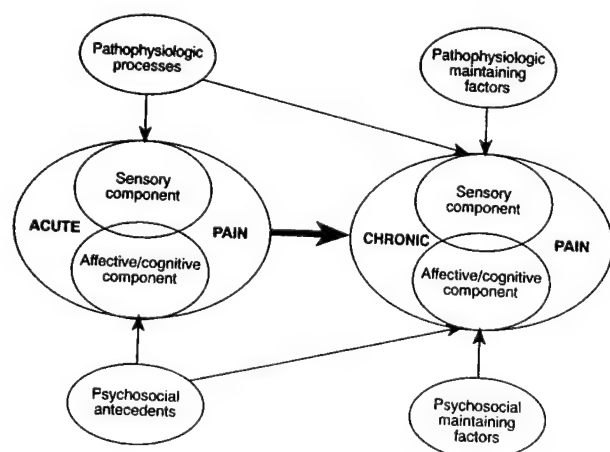 Pathophysiologic
processes
Pathophysiologic
maintaining
factors
Sensory
component
ACUTE
PAIN
Affective/cognitive
component
Sensory
component
CHRONIC
PAIN
Affective/cognitive
component
Psychosocial
antecedents
Psychosocial
maintaining
factors